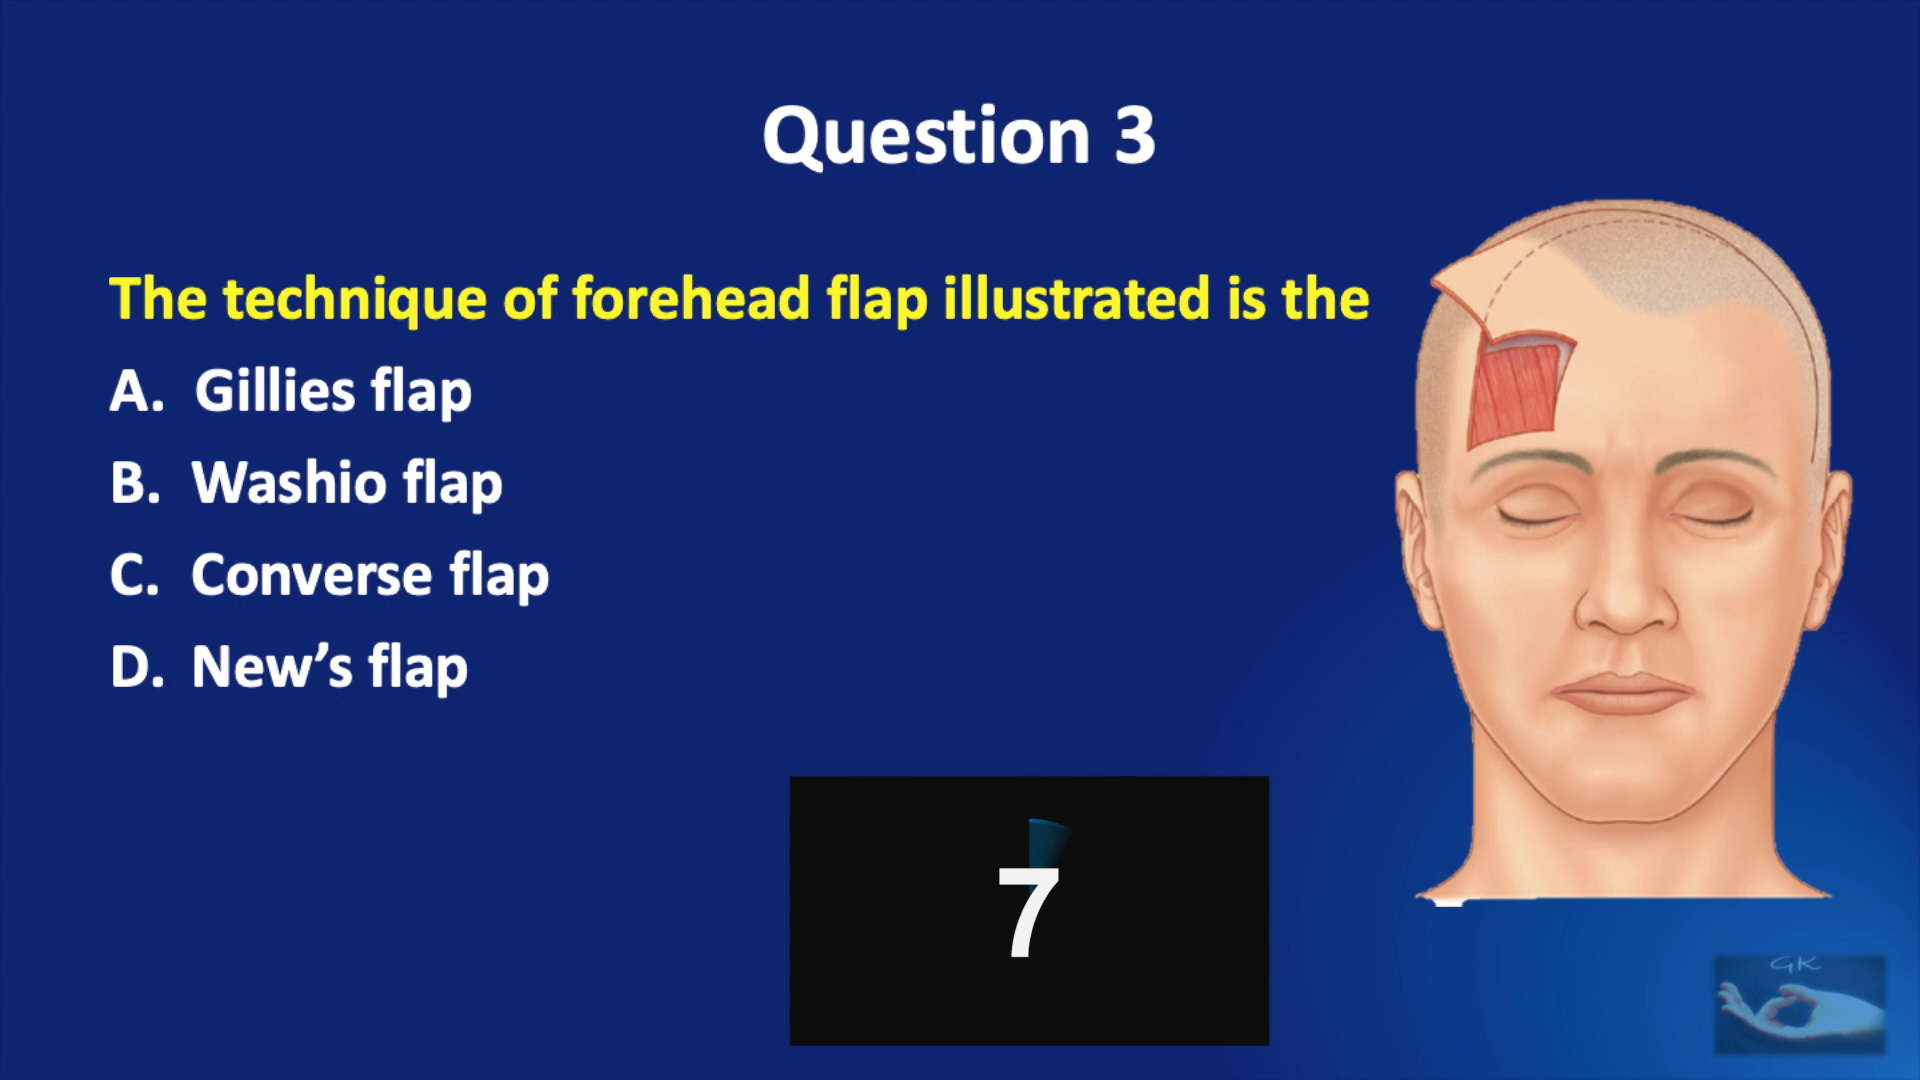 Question 3
The technique of forehead flap illustrated is the
A. Gillies flap
B. Washio flap
C. Converse flap
D. New’s flap
7
GK